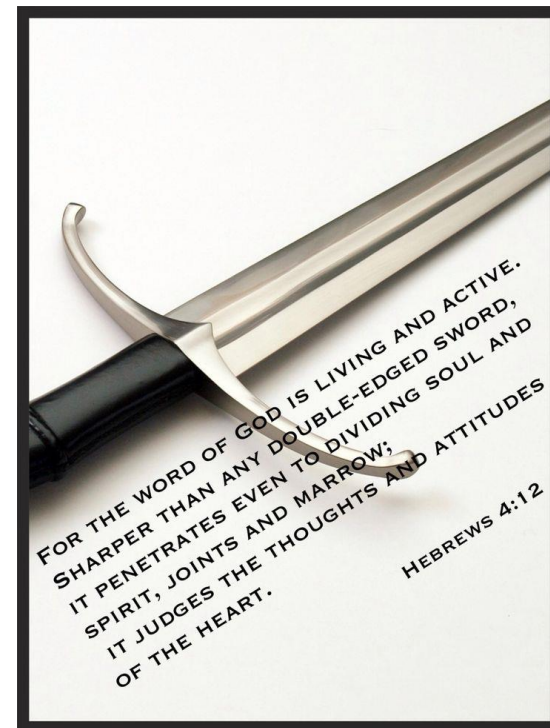 For the word of God is living and active.
Sharper than any double-edged sword,
it penetrates even to dividing soul and
spirit, joints and marrow;
it judges the thoughts and attitudes
of the heart.
Hebrews 4:12